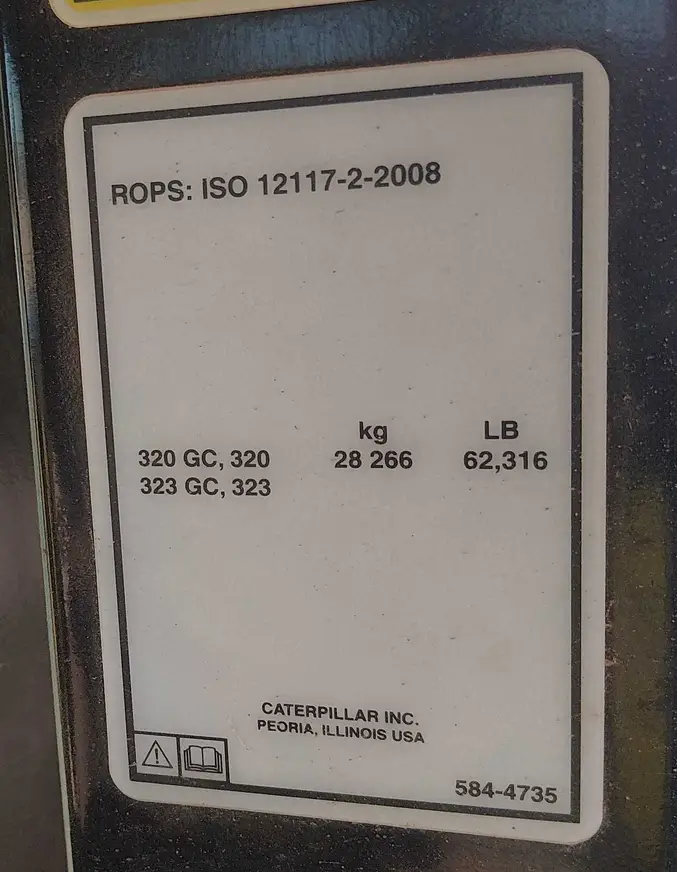 ROPS: ISO 12117-2-2008
kg LB
320 GC, 320 28 266 62,316
323 GC, 323
CATERPILLAR INC.
PEORIA, ILLINOIS USA
584-4735